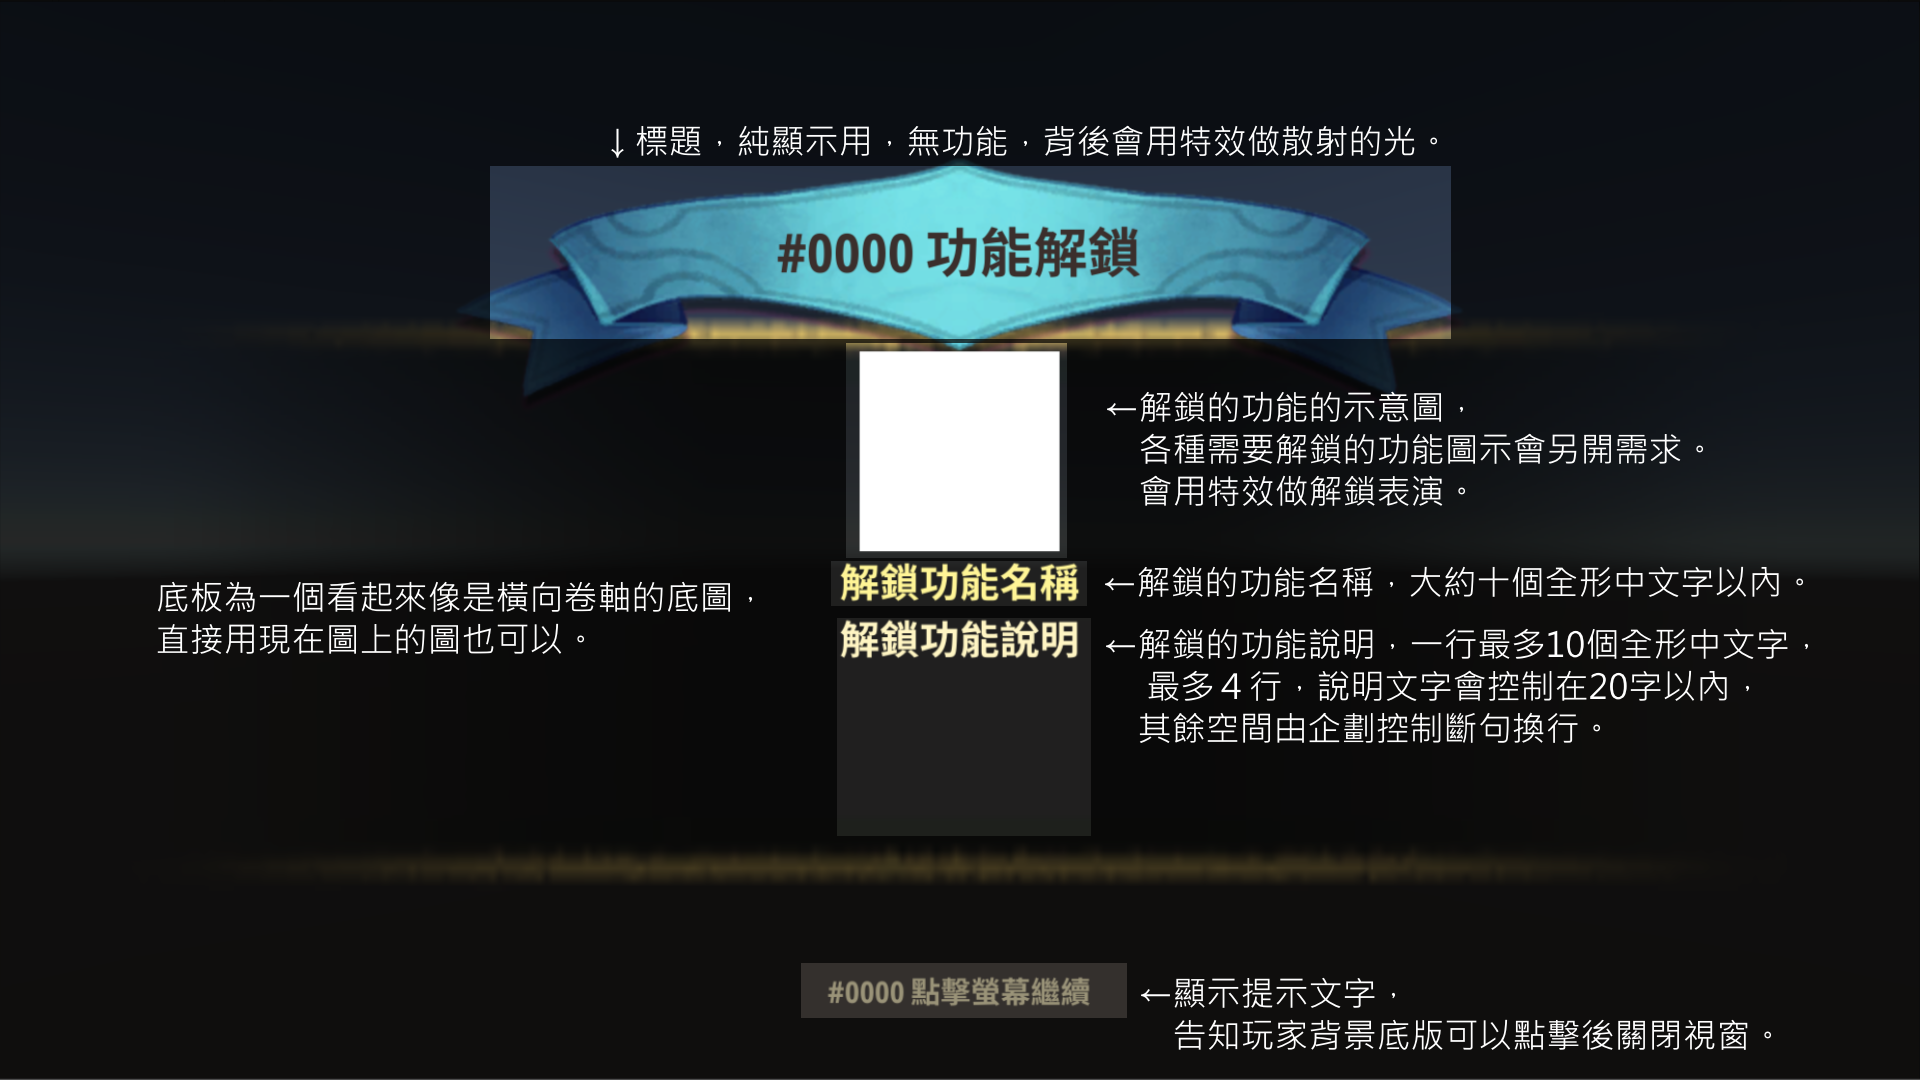 ↓標題，純顯示用，無功能，背後會用特效做散射的光。
#0000 功能解鎖
←解鎖的功能的示意圖，
各種需要解鎖的功能圖示會另開需求。
會用特效做解鎖表演。
解鎖功能名稱
←解鎖的功能名稱，大約十個全形中文字以內。
底板為一個看起來像是橫向卷軸的底圖，
直接用現在圖上的圖也可以。
解鎖功能說明
←解鎖的功能說明，一行最多10個全形中文字，
最多４行，說明文字會控制在20字以內，
其餘空間由企劃控制斷句換行。
#0000 點擊螢幕繼續
←顯示提示文字，
告知玩家背景底版可以點擊後關閉視窗。